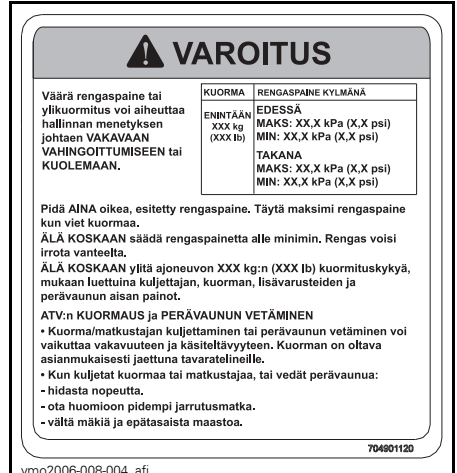 VAROITUS
Väärä rengaspaine tai
ylikuormitus voi aiheuttaa
hallinnan menetyksen
johtaen VAKAVAAN
VAHINGOITTUMISEEN tai
KUOLEMAAN.
KUORMA RENGASPAINE KYLMÄNÄ
ENINTÄÄN
XXX kg
(XXX lb)
EDESSÄ
MAKS: XX,X kPa (X,X psi)
MIN: XX,X kPa (X,X psi)
TAKANA
MAKS: XX,X kPa (X,X psi)
MIN: XX,X kPa (X,X psi)
Pidä AINA oikea, esitetty rengaspaine. Täytä maksimi rengaspaine
kun viet kuormaa.
ÄLÄ KOSKAAN säädä rengaspainetta alle minimin. Rengas voisi
irrota vanteelta.
ÄLÄ KOSKAAN ylitä ajoneuvon XXX kg:n (XXX lb) kuormituskykyä,
mukaan luettuina kuljettajan, kuorman, lisävarusteiden ja
perävaunun aisan painot.
ATV:n KUORMAUS ja PERÄVAUNUN VETÄMINEN
• Kuorma/matkustajan kuljettaminen tai perävaunun vetäminen voi
vaikuttaa vakavuuteen ja käsiteltävyyteen. Kuorman on oltava
asianmukaisesti jaettuna tavaratelineille.
• Kun kuljetat kuormaa tai matkustajaa, tai vedät perävaunua:
- hidasta nopeutta.
- ota huomioon pidempi jarrutusmatka.
- vältä mäkiä ja epätasaista maastoa.
704901120
vmo2006-008-004_afi